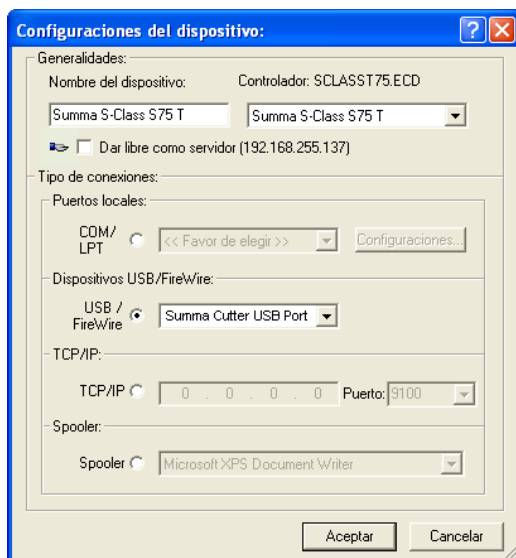 Configuraciones del dispositivo:
Generalidades:
Nombre del dispositivo: Controlador: SCLASST75.ECD
Summa S-Class S75 T Summa S-Class S75 T
Dar libre como servidor (192.168.255.137)
Tipo de conexiones:
Puertos locales:
COM/
LPT << Favor de elegir >> Configuraciones...
Dispositivos USB/FireWire:
USB /
FireWire Summa Cutter USB Port
TCP/IP:
TCP/IP 0 . 0 . 0 . 0 Puerto: 9100
Spooler:
Spooler Microsoft XPS Document Writer
Aceptar Cancelar